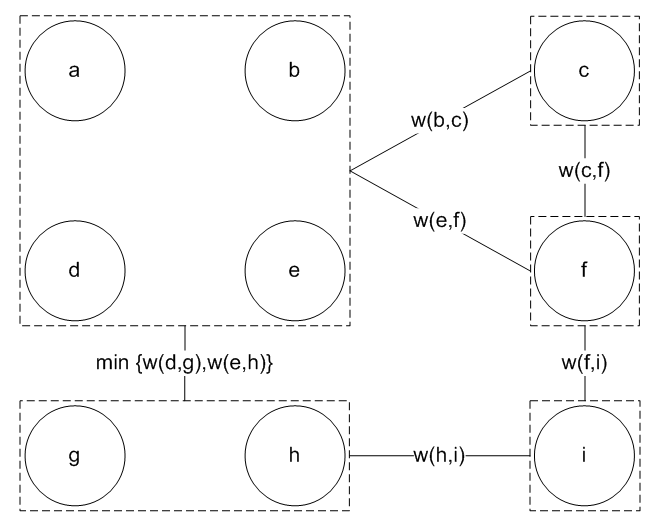 a
b
c
w(b,c)
w(c,f)
w(e,f)
d
e
f
min {w(d,g),w(e,h)}
w(f,i)
g
h
w(h,i)
i